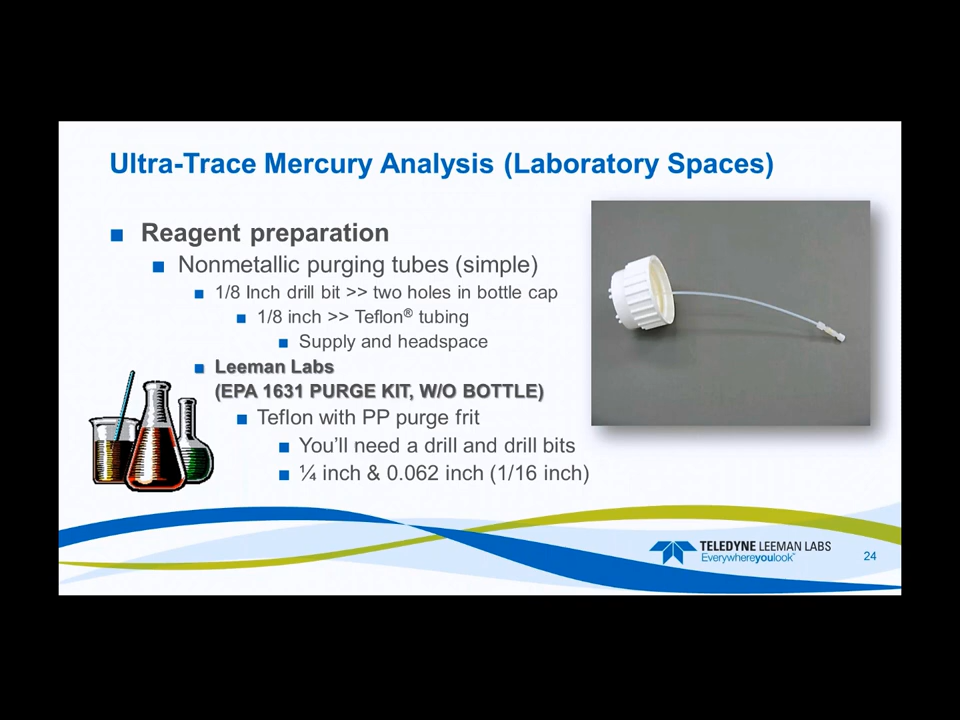 Ultra-Trace Mercury Analysis (Laboratory Spaces)
■ Reagent preparation
■ Nonmetallic purging tubes (simple)
■ 1/8 Inch drill bit >> two holes in bottle cap
■ 1/8 inch >> Teflon® tubing
■ Supply and headspace
■ Leeman Labs
(EPA 1631 PURGE KIT, W/O BOTTLE)
■ Teflon with PP purge frit
■ You’ll need a drill and drill bits
■ ¼ inch & 0.062 inch (1/16 inch)
TELEDYNE LEEMAN LABS
Everywhereyoulook™
24